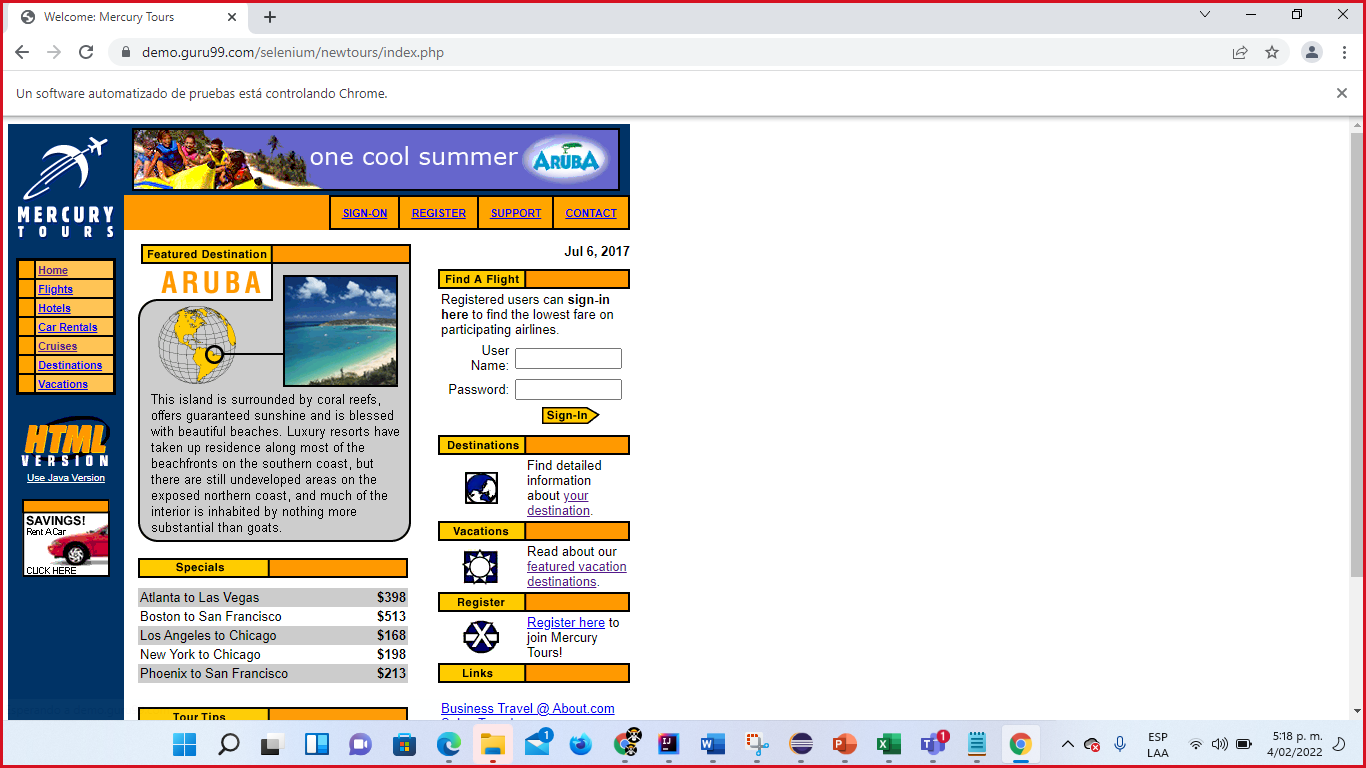 Welcome: Mercury Tours
demo.guru99.com/selenium/newtours/index.php
Un software automatizado de pruebas está controlando Chrome.
MERCURY
TOURS
one cool summer ARUBA
SIGN-ON REGISTER SUPPORT CONTACT
Home
Flights
Hotels
Car Rentals
Cruises
Destinations
Vacations
HTML
VERSION
Use Java Version
SAVINGS!
Rent A Car
CLICK HERE
Featured Destination
ARUBA
This island is surrounded by coral reefs,
offers guaranteed sunshine and is blessed
with beautiful beaches. Luxury resorts have
taken up residence along most of the
beachfronts on the southern coast, but
there are still undeveloped areas on the
exposed northern coast, and much of the
interior is inhabited by nothing more
substantial than goats.
Specials
Atlanta to Las Vegas $398
Boston to San Francisco $513
Los Angeles to Chicago $168
New York to Chicago $198
Phoenix to San Francisco $213
Tour Tips
Jul 6, 2017
Find A Flight
Registered users can sign-in
here to find the lowest fare on
participating airlines.
User
Name:
Password:
Sign-In
Destinations
Find detailed
information
about your
destination.
Vacations
Read about our
featured vacation
destinations.
Register
Register here to
join Mercury
Tours!
Links
Business Travel @ About.com
1
1
ESP
LAA
5:18 p. m.
4/02/2022